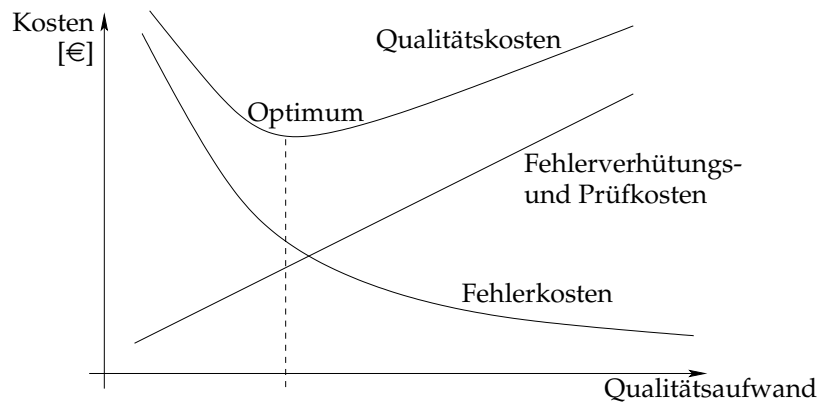 Kosten
[€]
Qualitätskosten
Optimum
Fehlerverhütungs-
und Prüfkosten
Fehlerkosten
Qualitätsaufwand